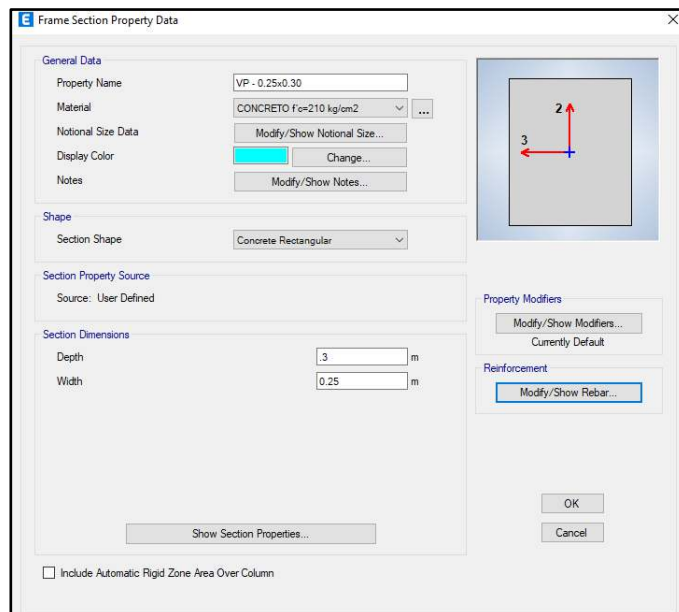 E Frame Section Property Data X
General Data
Property Name VP - 0.25x0.30
Material CONCRETO f'c=210 kg/cm2 ...
Notional Size Data Modify/Show Notional Size...
Display Color Change...
Notes Modify/Show Notes...
Shape
Section Shape Concrete Rectangular
Section Property Source
Source: User Defined
Section Dimensions
Depth .3 m
Width 0.25 m
Show Section Properties...
Include Automatic Rigid Zone Area Over Column
2
3
Property Modifiers
Modify/Show Modifiers...
Currently Default
Reinforcement
Modify/Show Rebar...
OK
Cancel